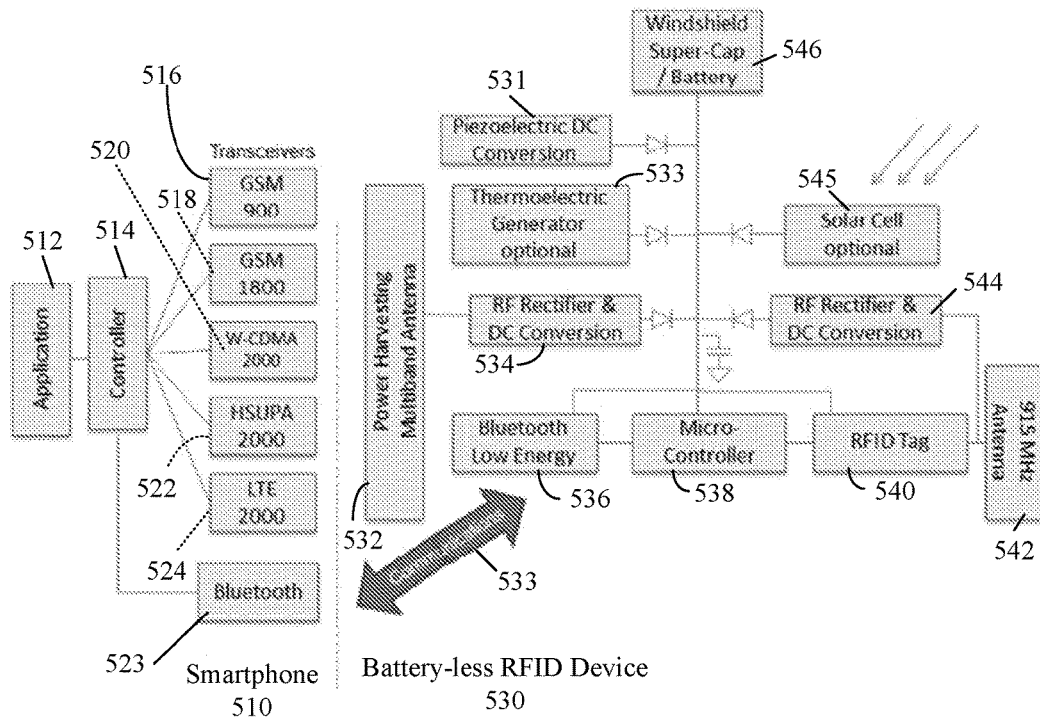 Windshield
Super-Cap
/ Battery
546
516
531
Piezoelectric DC
Conversion
520
Transceivers
GSM
900
533
518
Thermoelectric
Generator
optional
545
Solar Cell
optional
512
514
GSM
1800
544
RF Rectifier &
DC Conversion
534
RF Rectifier &
DC Conversion
Application
Controller
W-CDMA
2000
Power Harvesting
Multiband Antenna
HSUPA
2000
522
Bluetooth
Low Energy
536
Micro-
Controller
538
RFID Tag
540
915 MHz
Antenna
542
LTE
2000
524
532
533
Bluetooth
523
Smartphone
510
Battery-less RFID Device
530